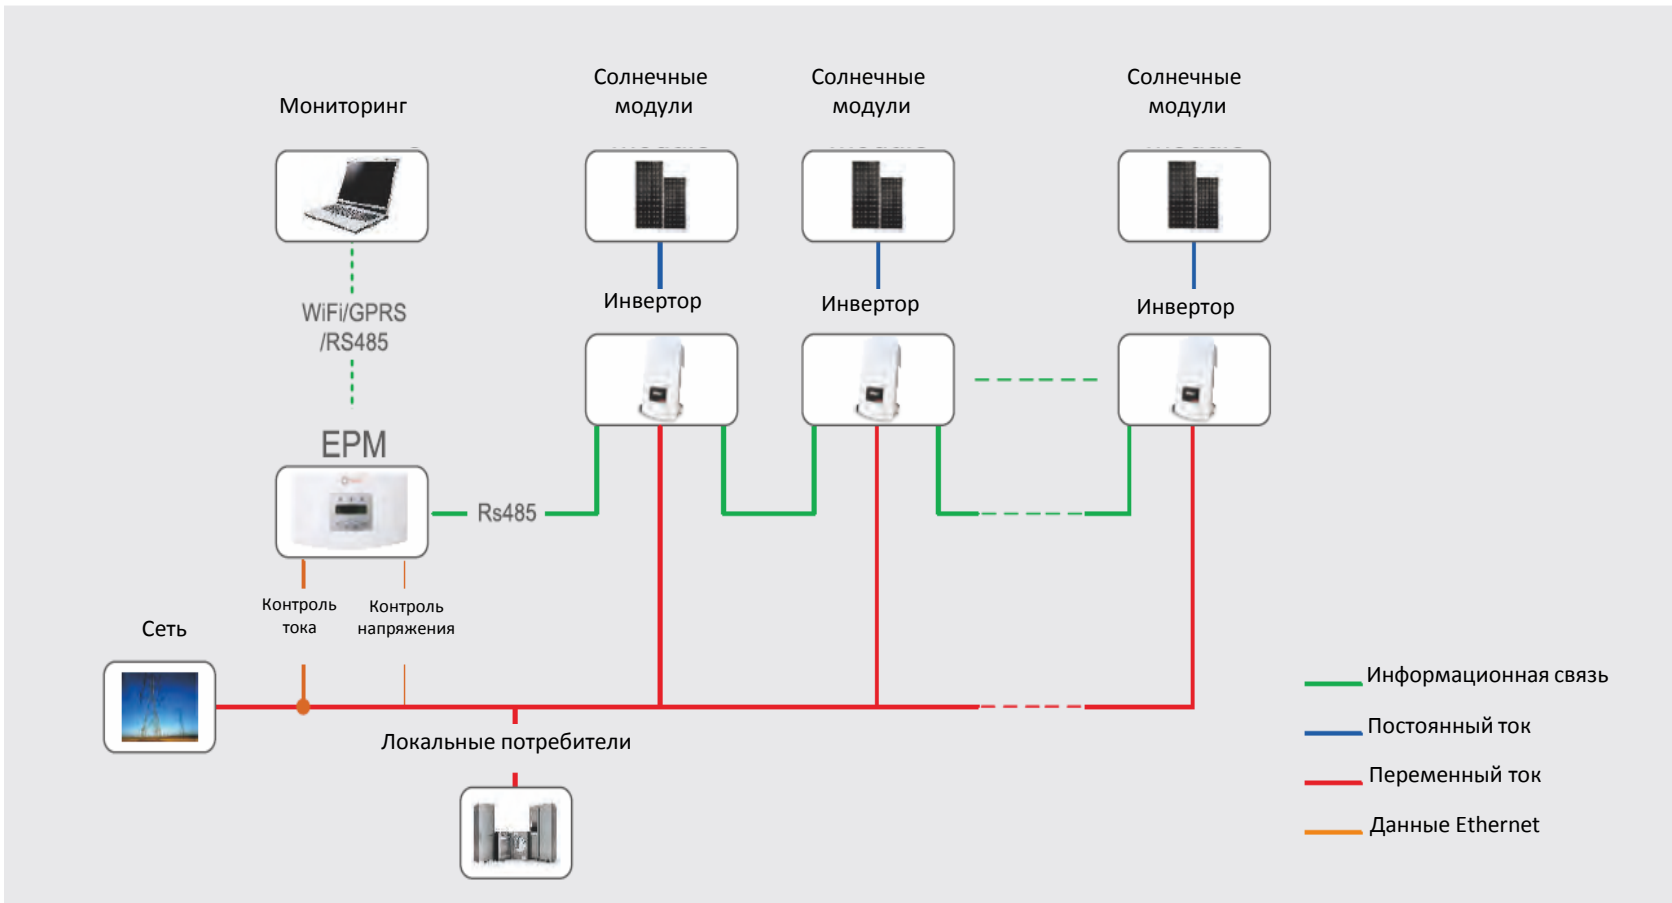 Мониторинг
Солнечные
модули
Солнечные
модули
Солнечные
модули
WiFi/GPRS
/RS485
Инвертор
Инвертор
Инвертор
EPM
Rs485
Контроль
тока
Контроль
напряжения
Сеть
Локальные потребители
Информационная связь
Постоянный ток
Переменный ток
Данные Ethernet